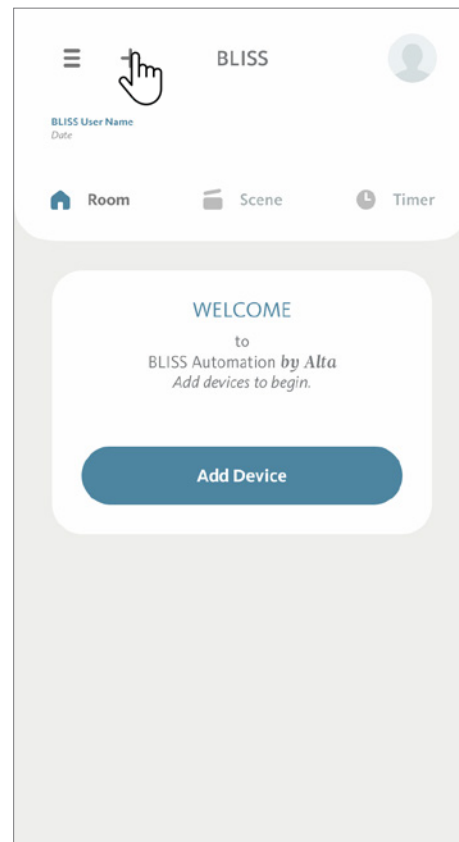 BLISS
BLISS User Name
Date
Room Scene Timer
WELCOME
to
BLISS Automation by Alta
Add devices to begin.
Add Device